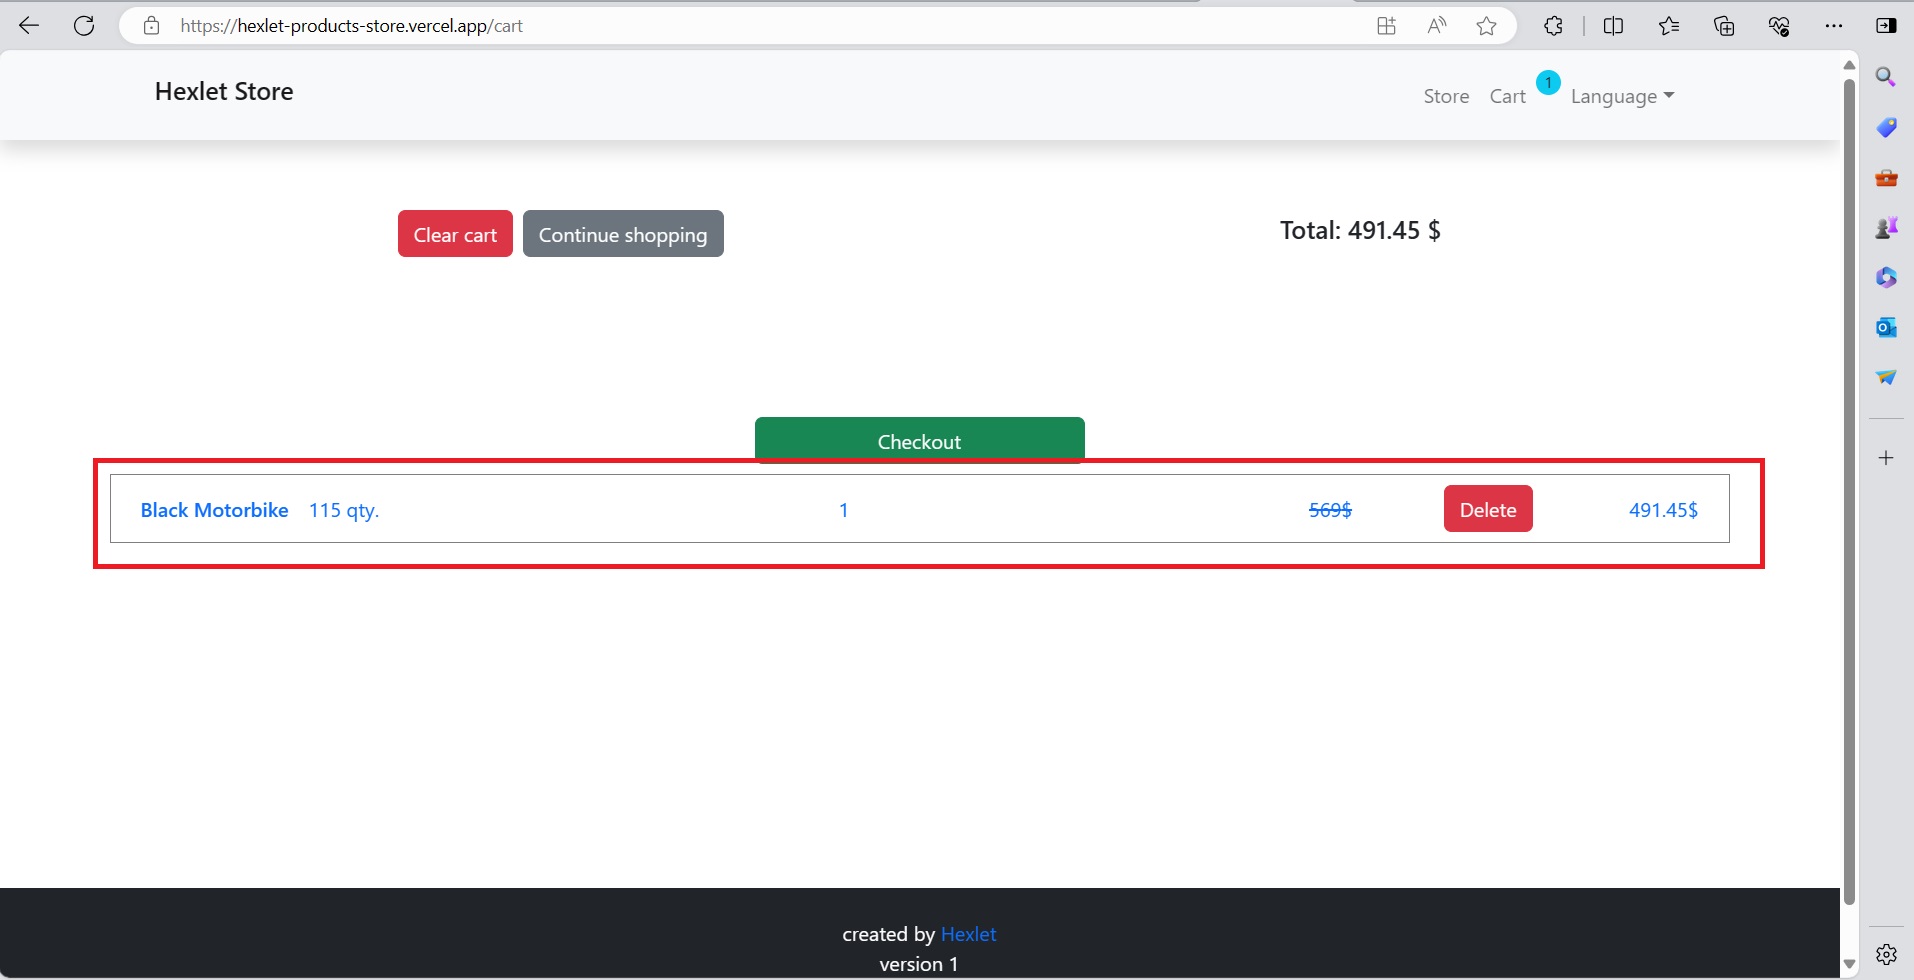 https://hexlet-products-store.vercel.app/cart
Hexlet Store
Store Cart 1 Language
Clear cart Continue shopping Total: 491.45 $
Checkout
Black Motorbike 115 qty. 1 569$ Delete 491.45$
created by Hexlet
version 1